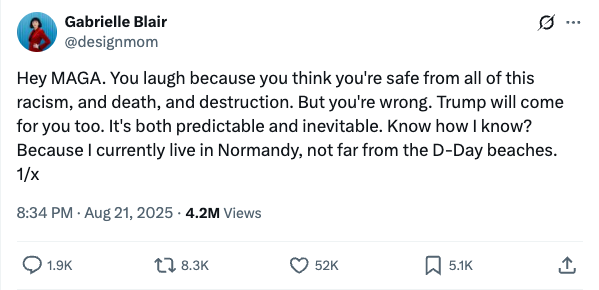 Gabrielle Blair
@designmom
Hey MAGA. You laugh because you think you're safe from all of this
racism, and death, and destruction. But you're wrong. Trump will come
for you too. It's both predictable and inevitable. Know how I know?
Because I currently live in Normandy, not far from the D-Day beaches.
1/x
8:34 PM · Aug 21, 2025 · 4.2M Views
1.9K 8.3K 52K 5.1K